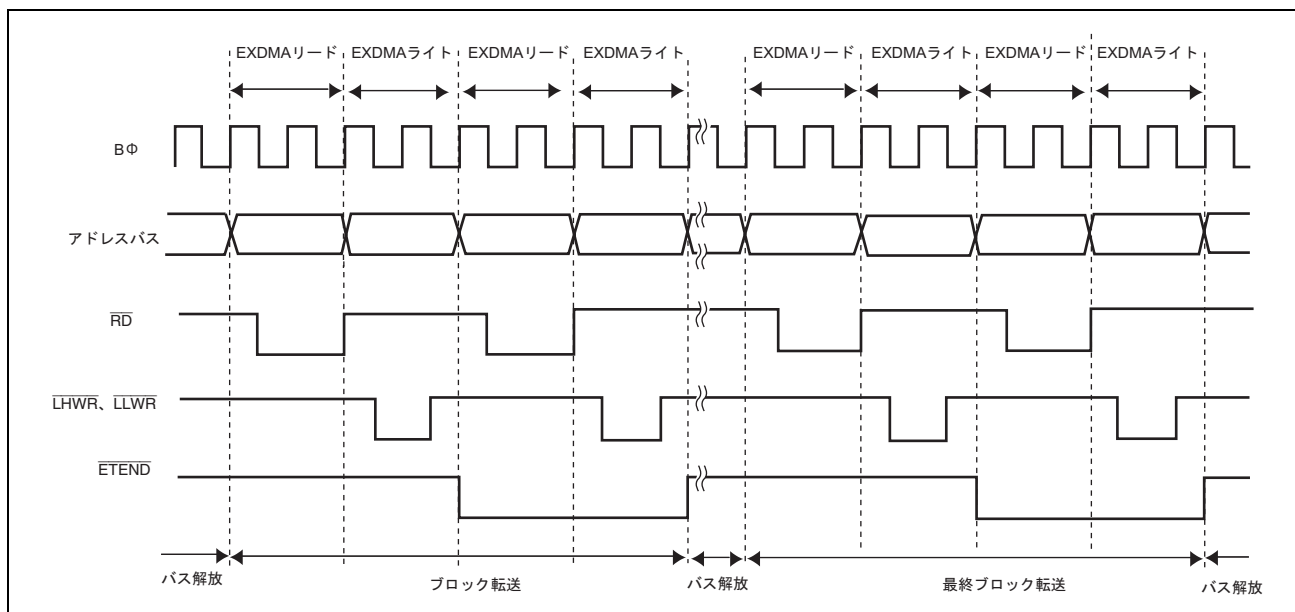 EXDMAリード EXDMAライト EXDMAリード EXDMAライト EXDMAリード EXDMAライト EXDMAリード EXDMAライト
BΦ
アドレスバス
RD
LHWR、LLWR
ETEND
バス解放 ブロック転送 バス解放 最終ブロック転送 バス解放